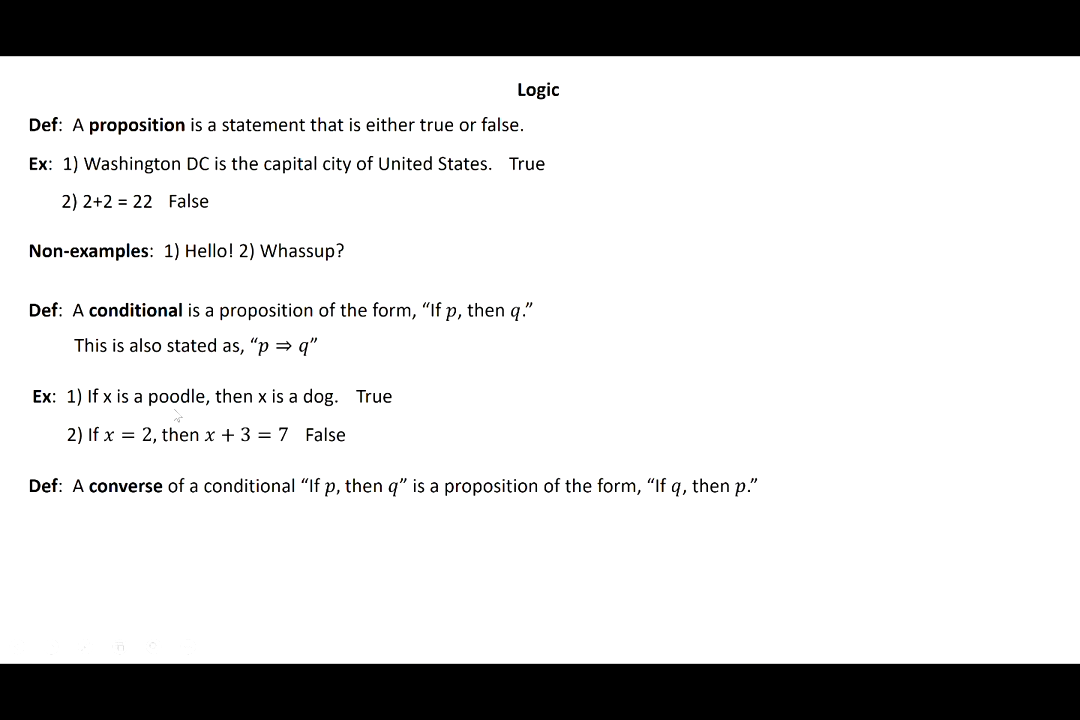 Logic
Def: A proposition is a statement that is either true or false.
Ex: 1) Washington DC is the capital city of United States. True
2) 2+2 = 22 False
Non-examples: 1) Hello! 2) Whassup?
Def: A conditional is a proposition of the form, “If p, then q.”
This is also stated as, “p ⇒ q”
Ex: 1) If x is a poodle, then x is a dog. True
2) If x = 2, then x + 3 = 7 False
Def: A converse of a conditional “If p, then q” is a proposition of the form, “If q, then p.”